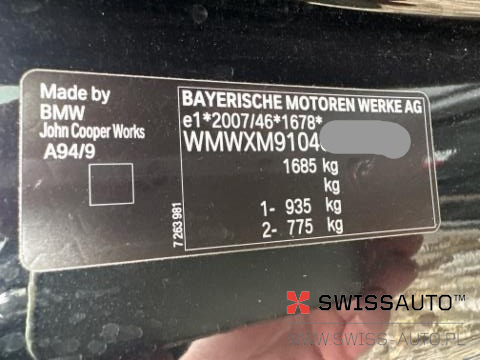 Made by
BMW
John Cooper Works
A94/9
7 263 981
BAYERISCHE MOTOREN WERKE AG
e1*2007/46*1678*
WMWXM9104
1685 kg
kg
1- 935 kg
2- 775 kg
SWISSAUTO™
WWW.SWISS-AUTO.PL